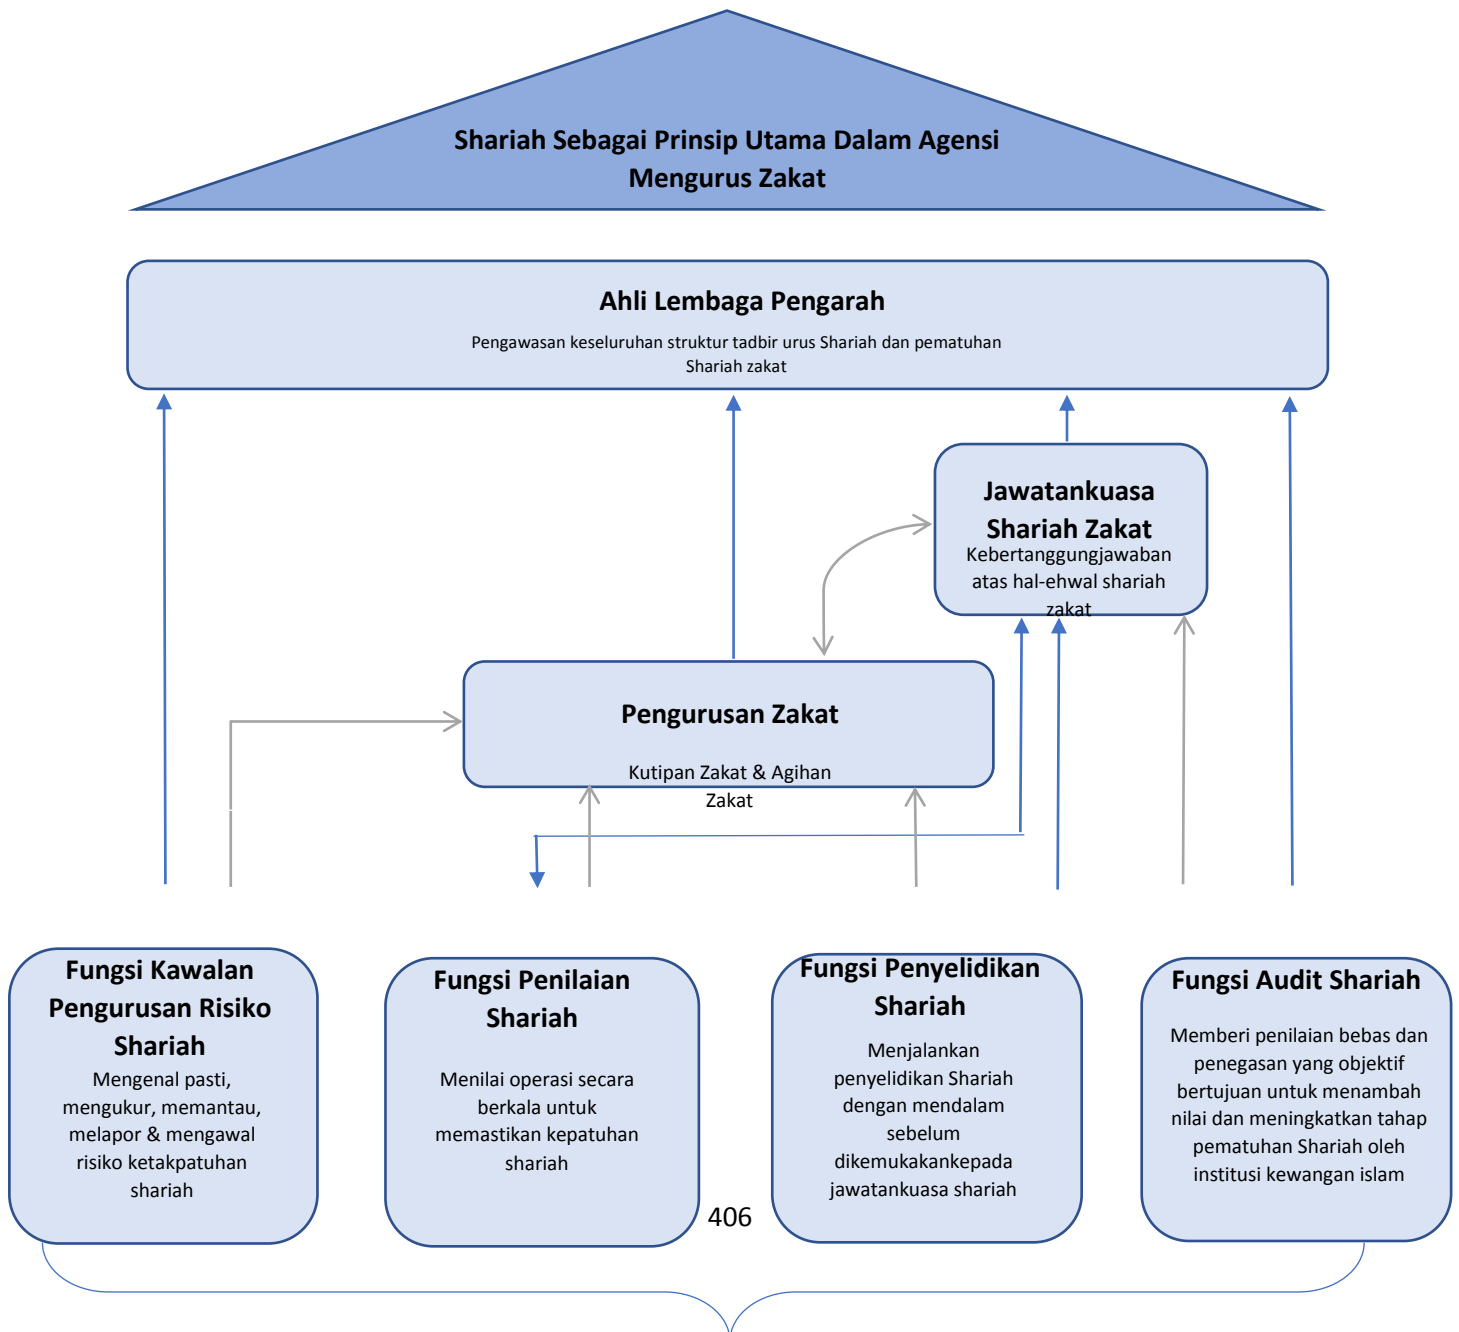 Shariah Sebagai Prinsip Utama Dalam Agensi
Mengurus Zakat
Ahli Lembaga Pengarah
Pengawasan keseluruhan struktur tadbir urus Shariah dan pematuhan
Shariah zakat
Jawatankuasa
Shariah Zakat
Kebertanggungjawaban
atas hal-ehwal shariah
zakat
Pengurusan Zakat
Kutipan Zakat & Agihan
Zakat
Fungsi Kawalan
Pengurusan Risiko
Shariah
Mengenal pasti,
mengukur, memantau,
melapor & mengawal
risiko ketakpatuhan
shariah
Fungsi Penilaian
Shariah
Menilai operasi secara
berkala untuk
memastikan kepatuhan
shariah
Fungsi Penyelidikan
Shariah
Menjalankan
penyelidikan Shariah
dengan mendalam
sebelum
dikemukakankepada
jawatankuasa shariah
Fungsi Audit Shariah
Memberi penilaian bebas dan
penegasan yang objektif
bertujuan untuk menambah
nilai dan meningkatkan tahap
pematuhan Shariah oleh
institusi kewangan islam
406